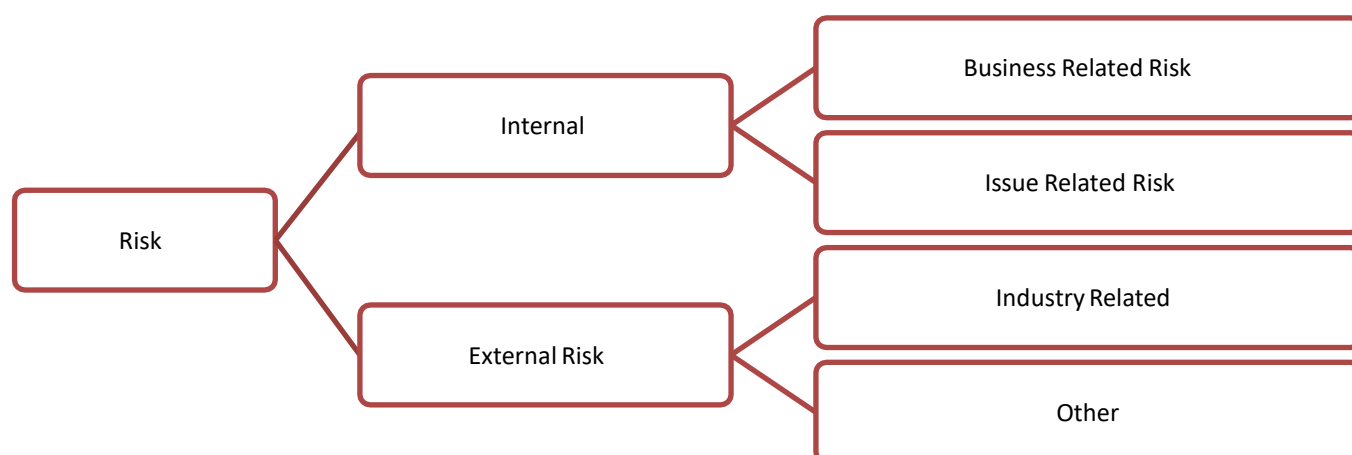 Risk
Internal
Business Related Risk
Issue Related Risk
External Risk
Industry Related
Other